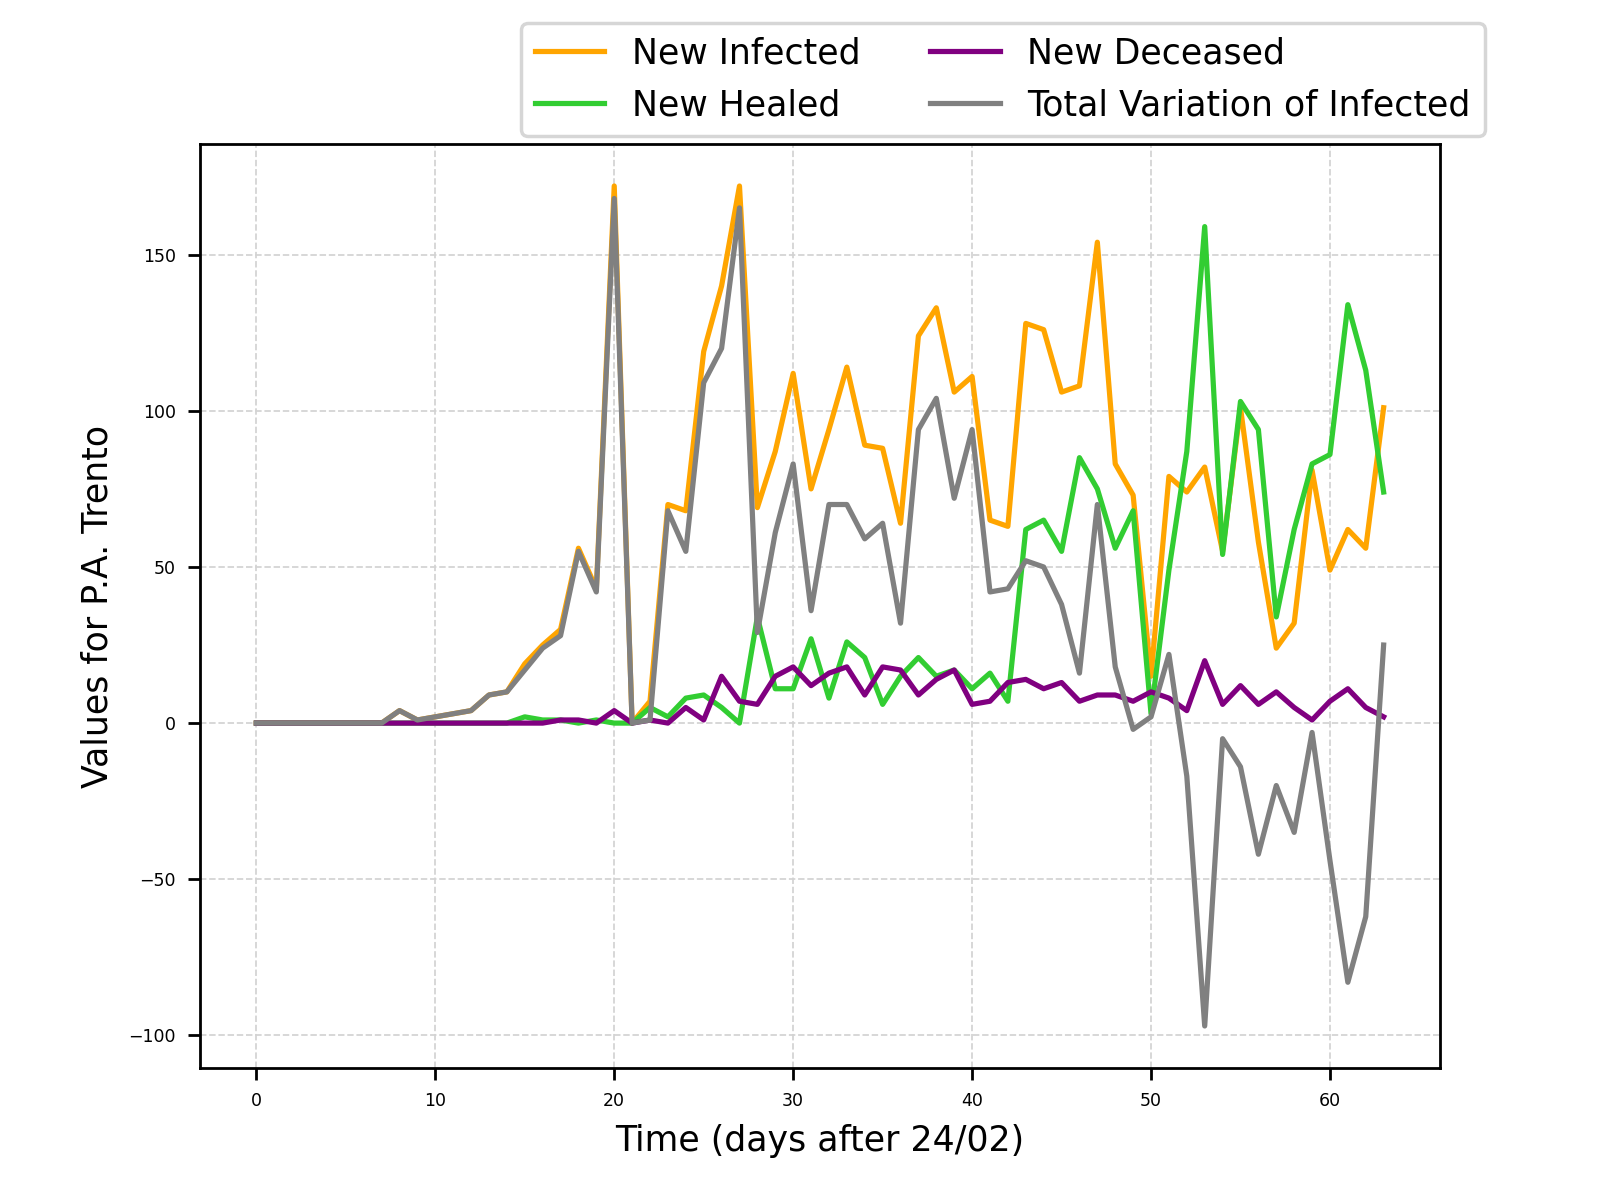 New Infected
New Healed
New Deceased
Total Variation of Infected
150
100
50
0
−50
−100
Values for P.A. Trento
0 10 20 30 40 50 60
Time (days after 24/02)